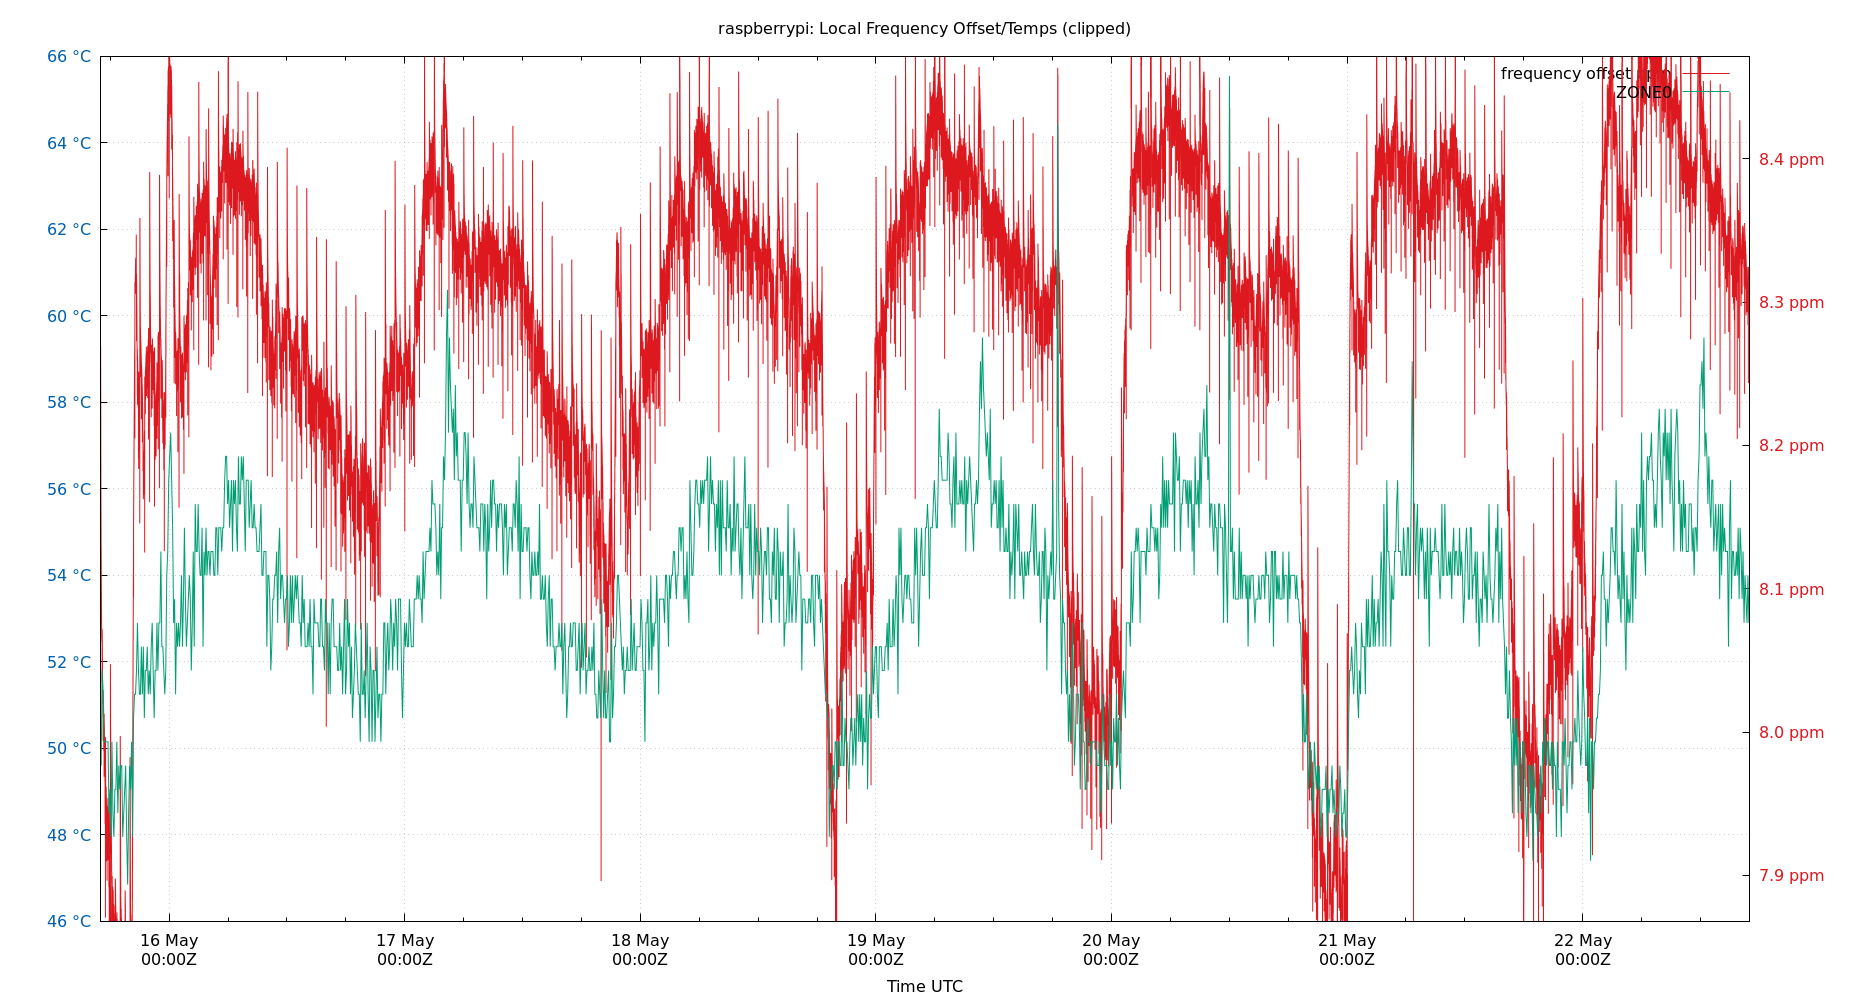 raspberrypi: Local Frequency Offset/Temps (clipped)
66 °C
64 °C
62 °C
60 °C
58 °C
56 °C
54 °C
52 °C
50 °C
48 °C
46 °C
frequency offset
ZONE0
8.4 ppm
8.3 ppm
8.2 ppm
8.1 ppm
8.0 ppm
7.9 ppm
16 May
00:00Z
17 May
00:00Z
18 May
00:00Z
19 May
00:00Z
20 May
00:00Z
21 May
00:00Z
22 May
00:00Z
Time UTC